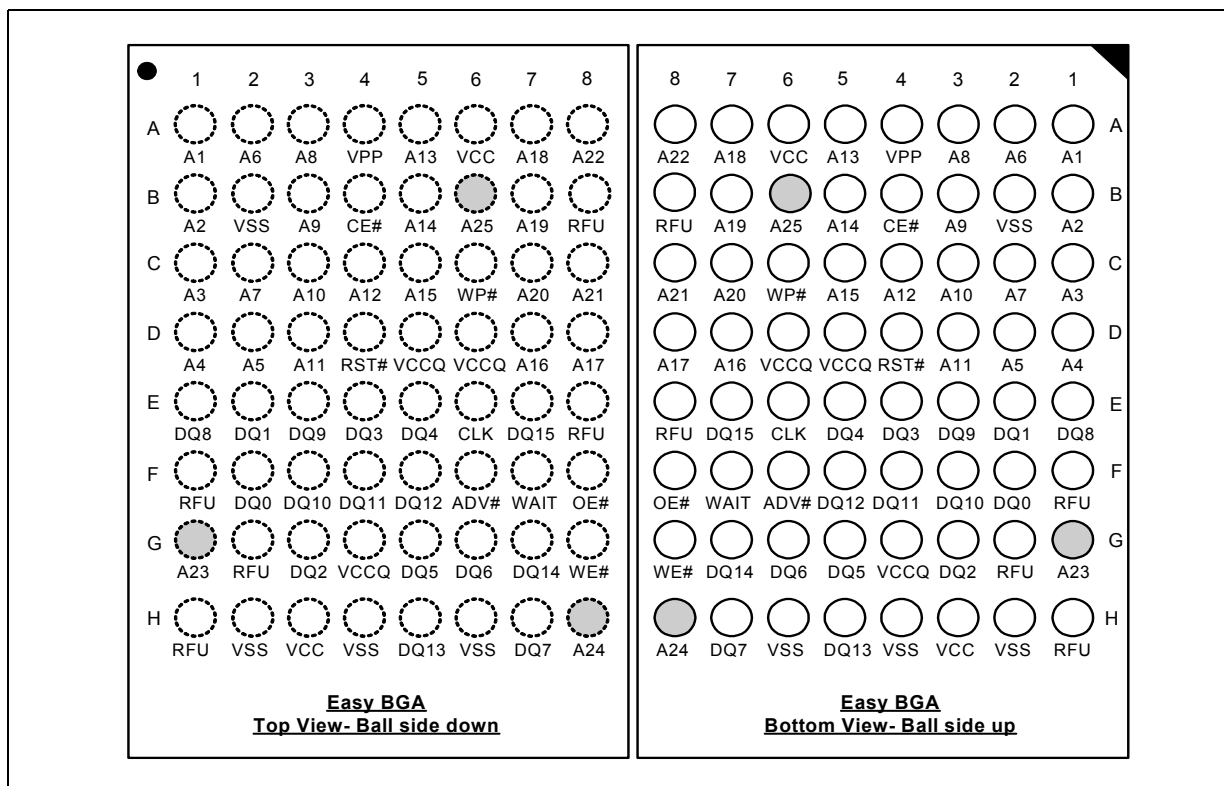 1 2 3 4 5 6 7 8
A
A1 A6 A8 VPP A13 VCC A18 A22
B
A2 VSS A9 CE# A14 A25 A19 RFU
C
A3 A7 A10 A12 A15 WP# A20 A21
D
A4 A5 A11 RST# VCCQ VCCQ A16 A17
E
DQ8 DQ1 DQ9 DQ3 DQ4 CLK DQ15 RFU
F
RFU DQ0 DQ10 DQ11 DQ12 ADV# WAIT OE#
G
A23 RFU DQ2 VCCQ DQ5 DQ6 DQ14 WE#
H
RFU VSS VCC VSS DQ13 VSS DQ7 A24
Easy BGA
Top View- Ball side down
8 7 6 5 4 3 2 1
A
A22 A18 VCC A13 VPP A8 A6 A1
B
RFU A19 A25 A14 CE# A9 VSS A2
C
A21 A20 WP# A15 A12 A10 A7 A3
D
A17 A16 VCCQ VCCQ RST# A11 A5 A4
E
RFU DQ15 CLK DQ4 DQ3 DQ9 DQ1 DQ8
F
OE# WAIT ADV# DQ12 DQ11 DQ10 DQ0 RFU
G
WE# DQ14 DQ6 DQ5 VCCQ DQ2 RFU A23
H
A24 DQ7 VSS DQ13 VSS VCC VSS RFU
Easy BGA
Bottom View- Ball side up